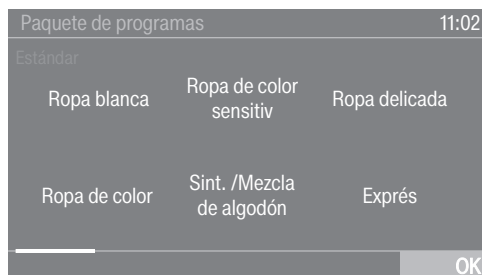 Paquete de programas 11:02
Estándar
Ropa blanca
Ropa de color
sensitiv
Ropa delicada
Ropa de color
Sint. /Mezcla
de algodón
Exprés
OK